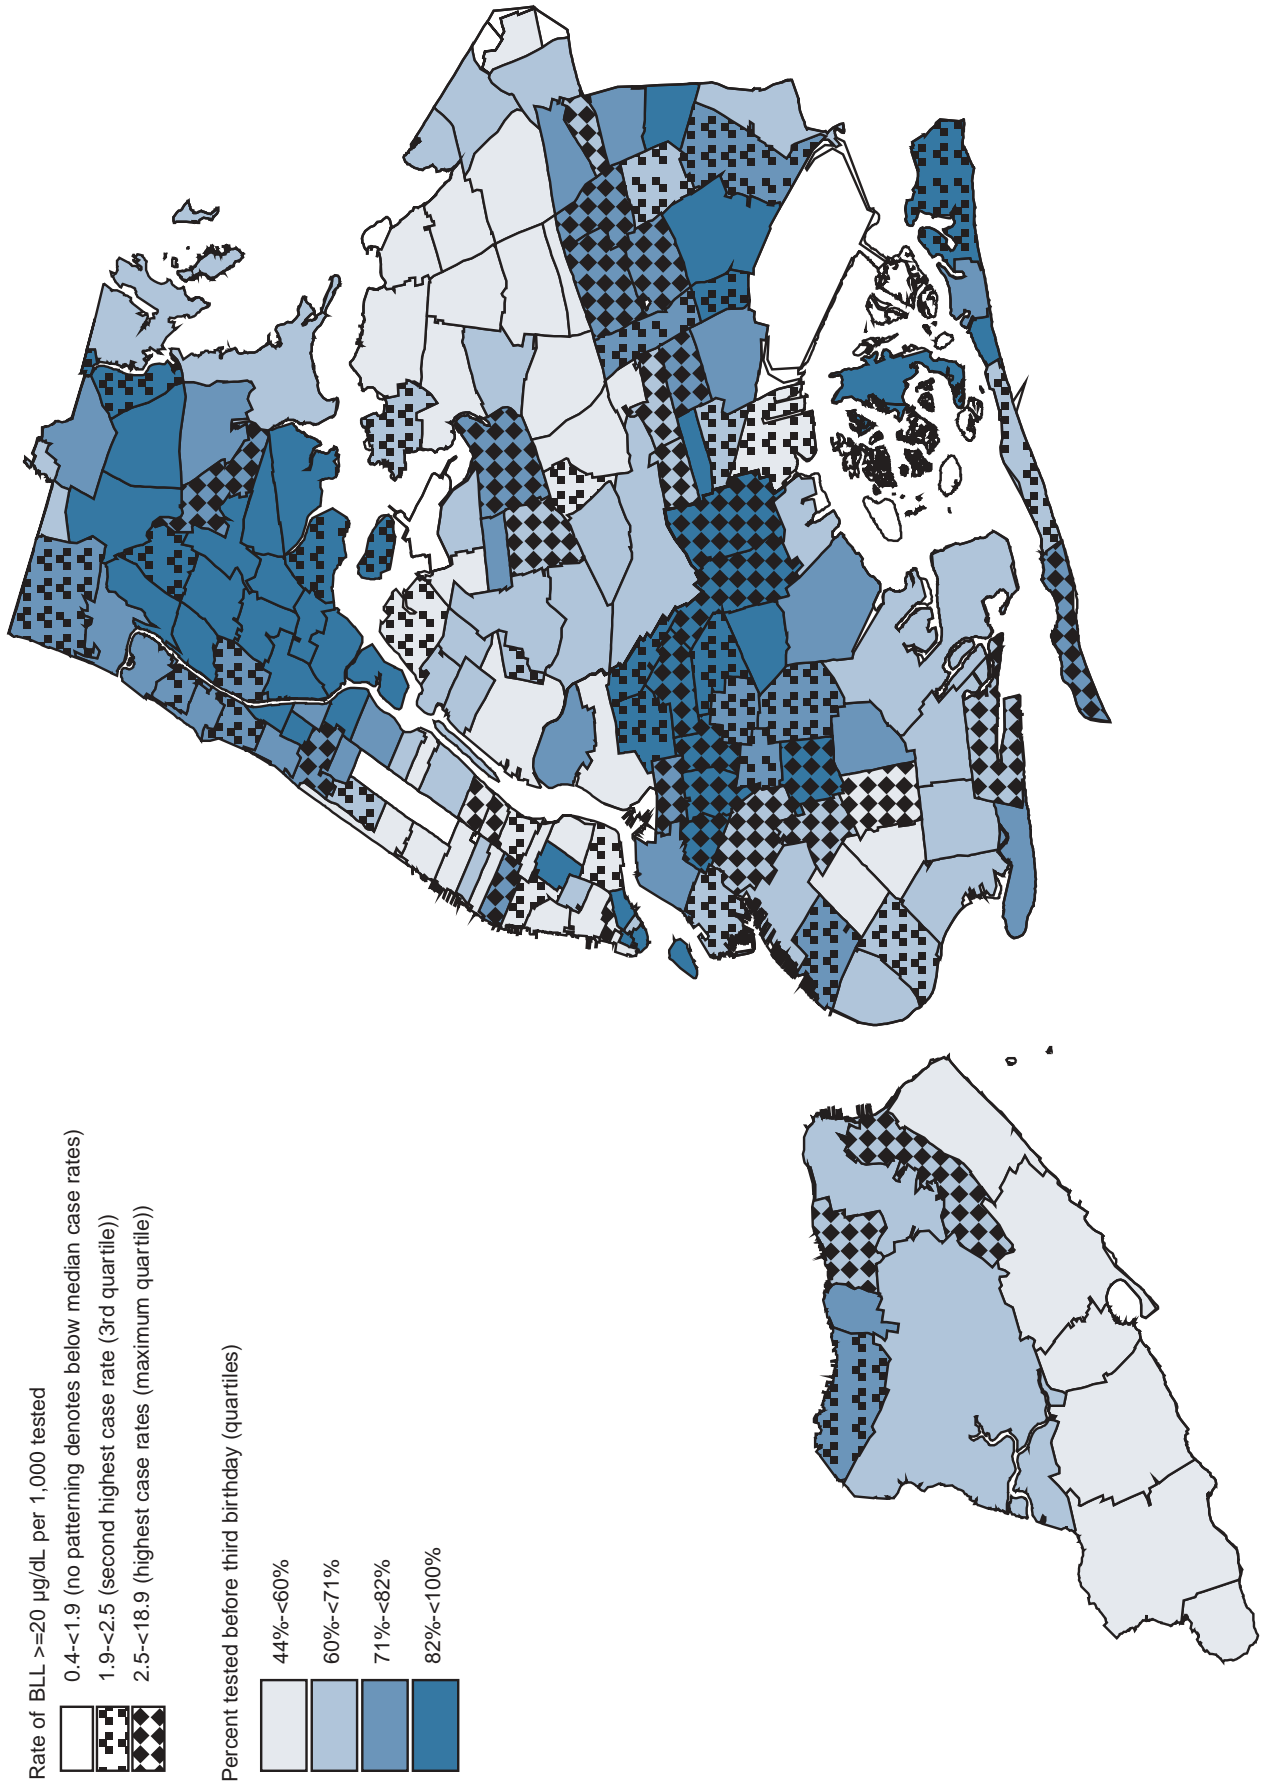 Rate of BLL >=20 µg/dL per 1,000 tested
0.4-<1.9 (no patterning denotes below median case rates)
1.9-<2.5 (second highest case rate (3rd quartile))
2.5-<18.9 (highest case rates (maximum quartile))
Percent tested before third birthday (quartiles)
44%-<60%
60%-<71%
71%-<82%
82%-<100%